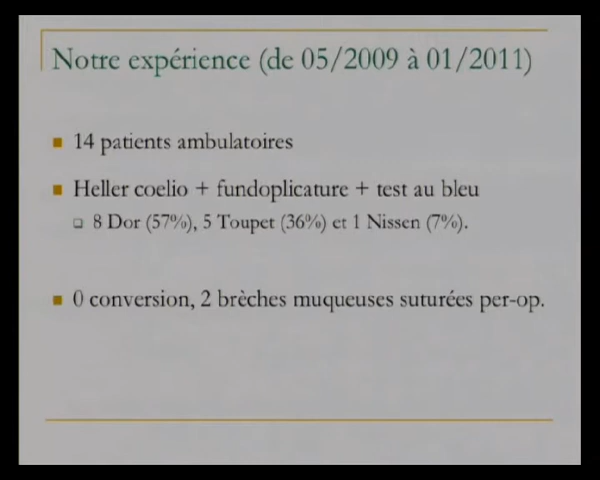 Notre expérience (de 05/2009 à 01/2011)
14 patients ambulatoires
Heller coelio + fundoplicature + test au bleu
8 Dor (57%), 5 Toupet (36%) et 1 Nissen (7%).
0 conversion, 2 brèches muqueuses suturées per-op.